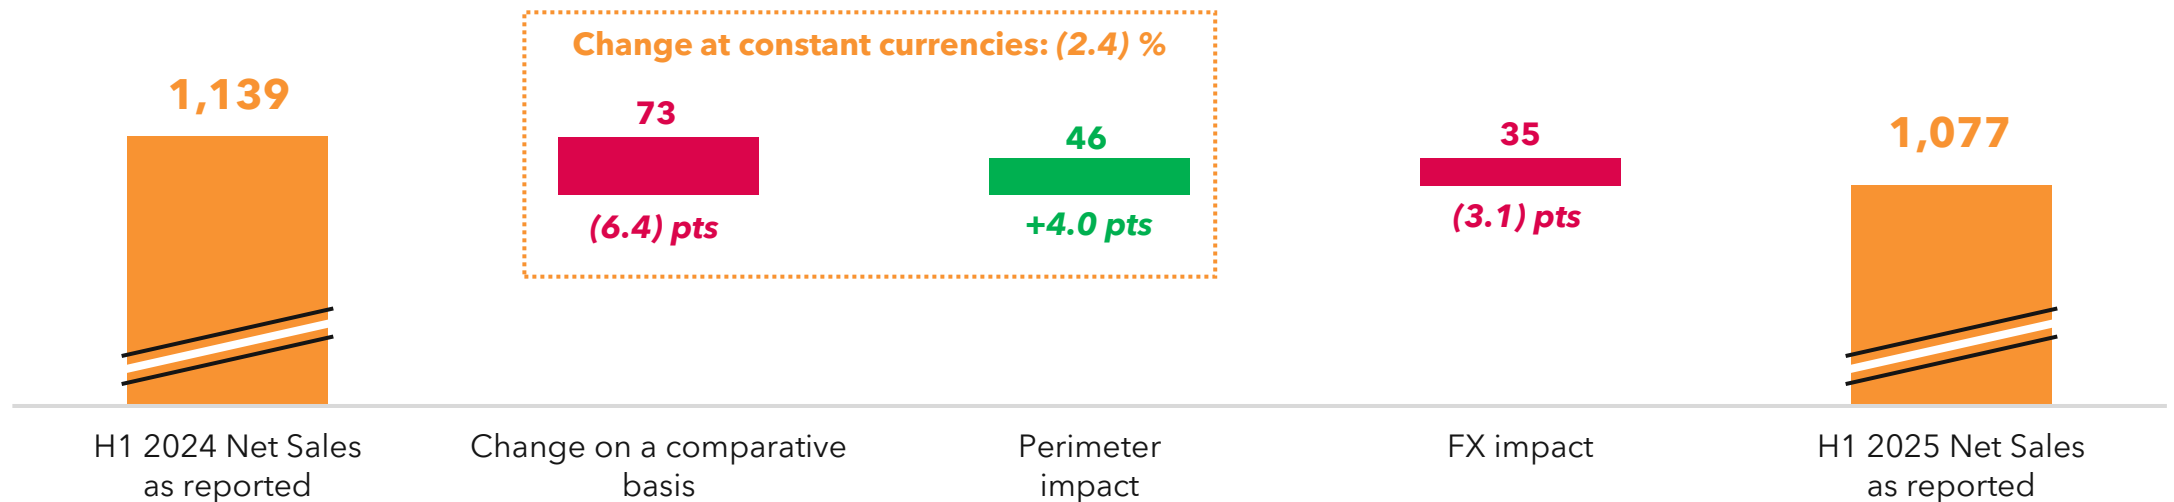 Change at constant currencies: (2.4) %
1,139
73
46
35
1,077
(6.4) pts
+4.0 pts
(3.1) pts
H1 2024 Net Sales
as reported
Change on a comparative
basis
Perimeter
impact
FX impact
H1 2025 Net Sales
as reported